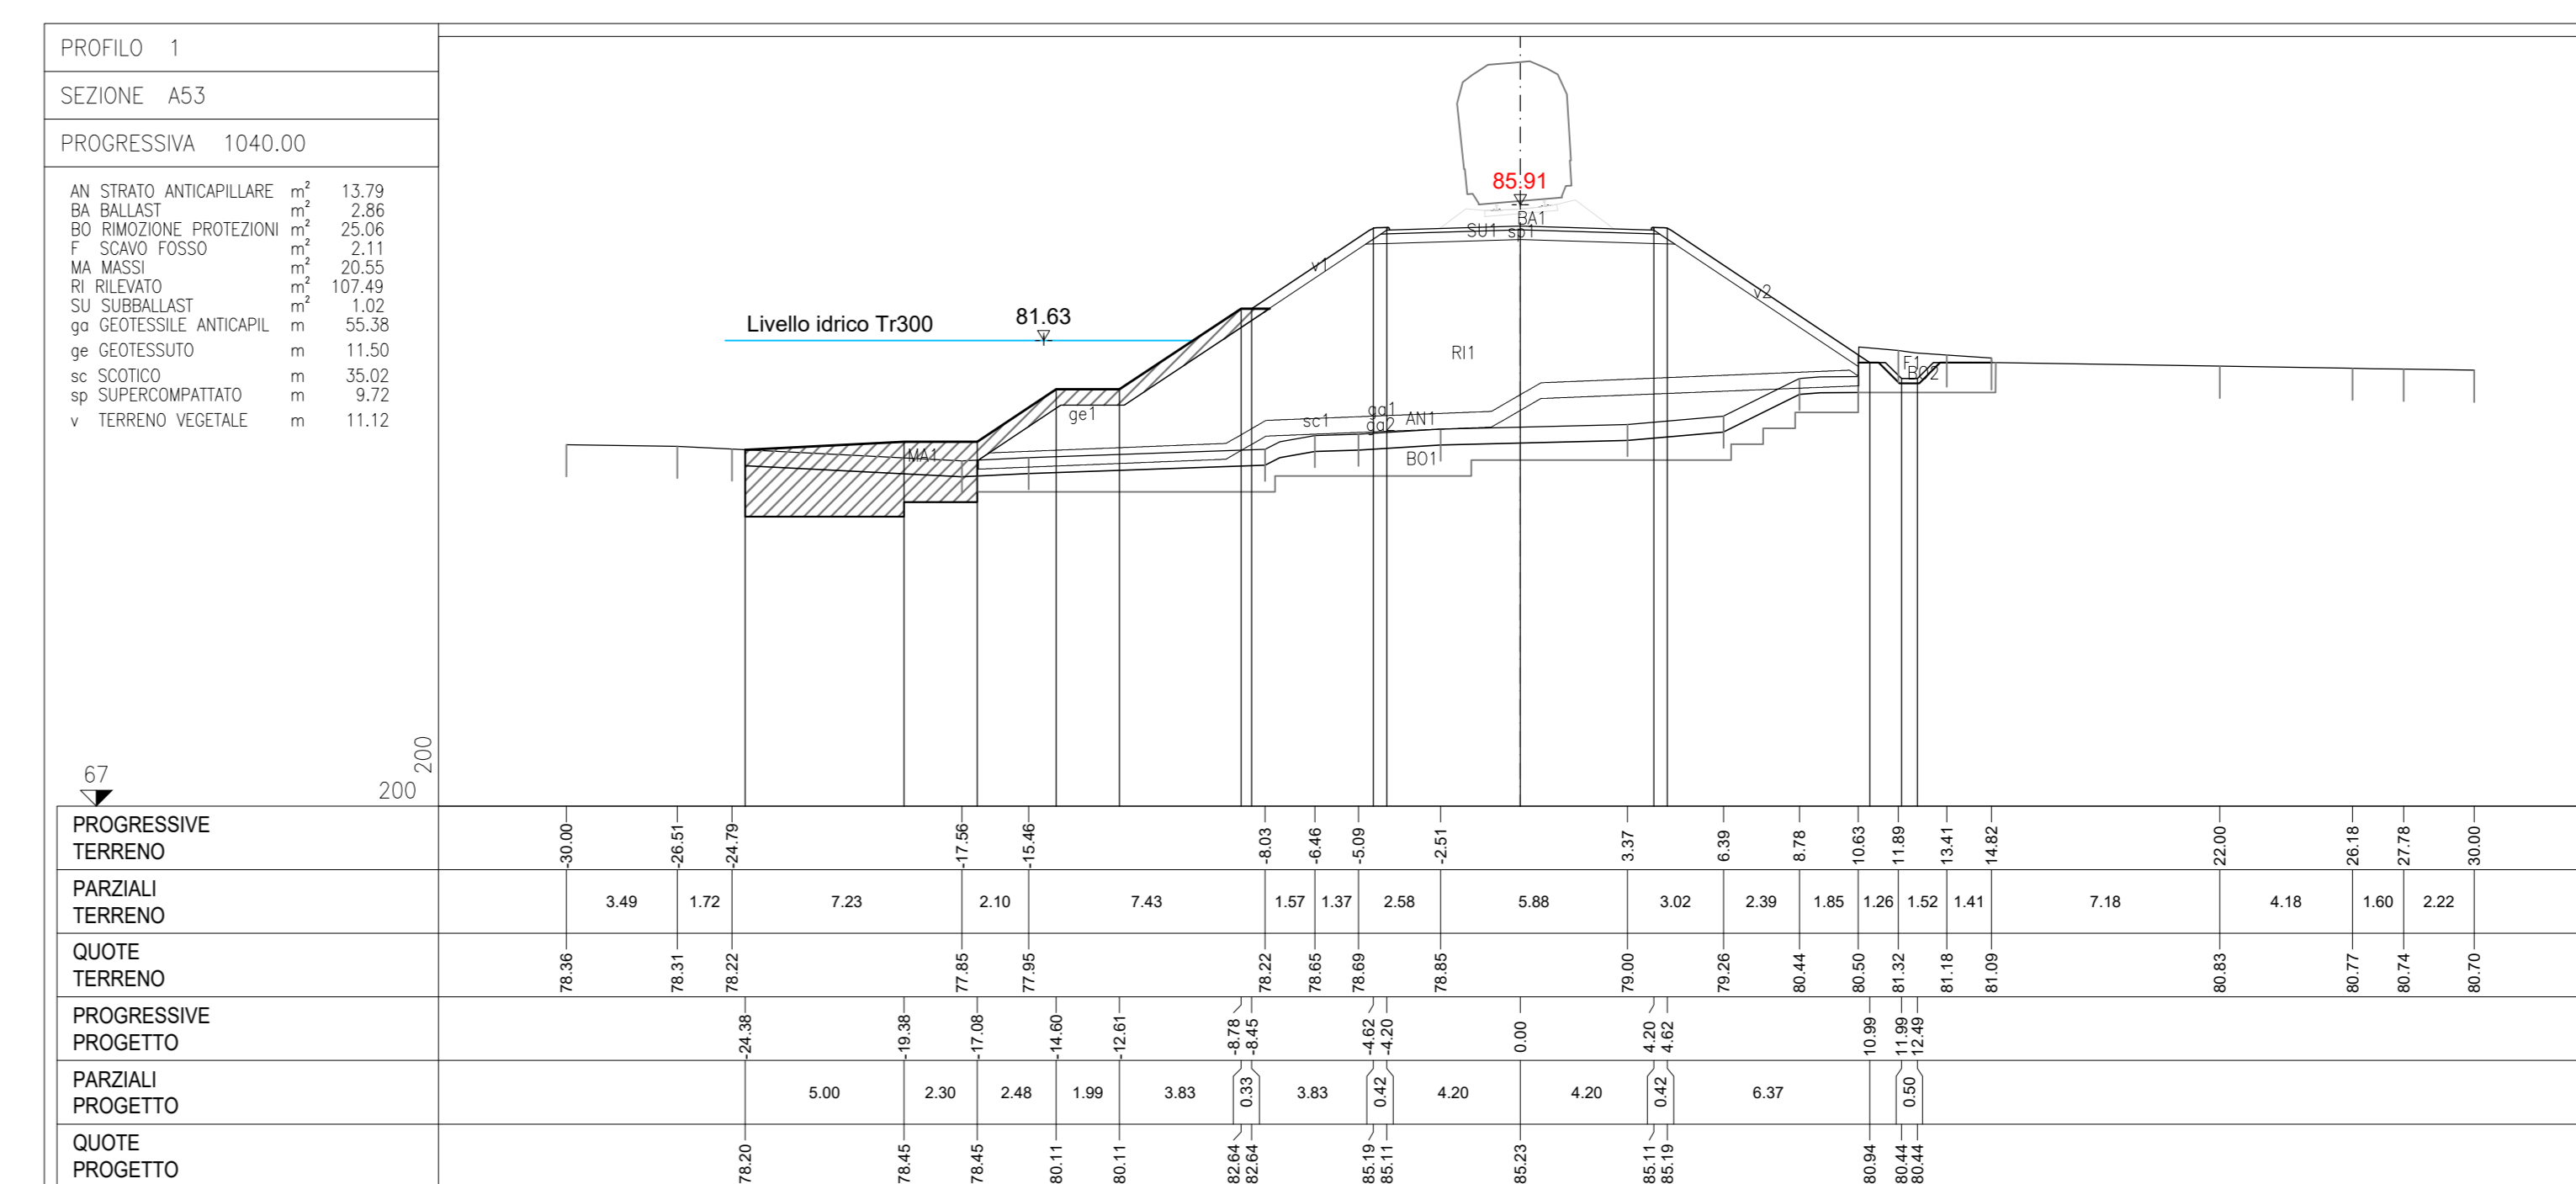 PROFILO 1
SEZIONE A53
PROGRESSIVA 1040.00
AN STRATO ANTICAPILLARE m² 13.79
BA BALLAST m² 2.86
BO RIMOZIONE PROTEZIONI m² 25.06
F SCAVO FOSSO m² 2.11
MA MASSI m² 20.55
RI RILEVATO m² 107.49
SU SUBBALLAST m² 1.02
ga GEOTESSILE ANTICAPIL m 55.38
ge GEOTESSUTO m 11.50
sc SCOTICO m 35.02
sp SUPERCOMPATTATO m 9.72
v TERRENO VEGETALE m 11.12
200
67
200
85.91
BA1
SU1 sp1
v1
v2
Livello idrico Tr300 81.63
RI1
F1
BO2
ge1
ga1
sc1
AN1
ga2
MA1
BO1
PROGRESSIVE
TERRENO
-30.00 -26.51 -24.79 -17.56 -15.46 -8.03 -6.46 -5.09 -2.51 3.37 6.39 8.78 10.63 11.89 13.41 14.82 22.00 26.18 27.78 30.00
PARZIALI
TERRENO
3.49 1.72 7.23 2.10 7.43 1.57 1.37 2.58 5.88 3.02 2.39 1.85 1.26 1.52 1.41 7.18 4.18 1.60 2.22
QUOTE
TERRENO
78.36 78.31 78.22 77.85 77.95 78.22 78.65 78.69 78.85 79.00 79.26 80.44 80.50 81.32 81.18 81.09 80.83 80.77 80.74 80.70
PROGRESSIVE
PROGETTO
-24.38 -19.38 -17.08 -14.60 -12.61 -8.78 -8.45 -4.62 -4.20 0.00 4.20 4.62 10.99 11.99 12.49
PARZIALI
PROGETTO
5.00 2.30 2.48 1.99 3.83 0.33 3.83 0.42 4.20 4.20 0.42 6.37 0.50
QUOTE
PROGETTO
78.20 78.45 78.45 80.11 80.11 82.64 82.64 85.19 85.11 85.23 85.11 85.19 80.94 80.44 80.44